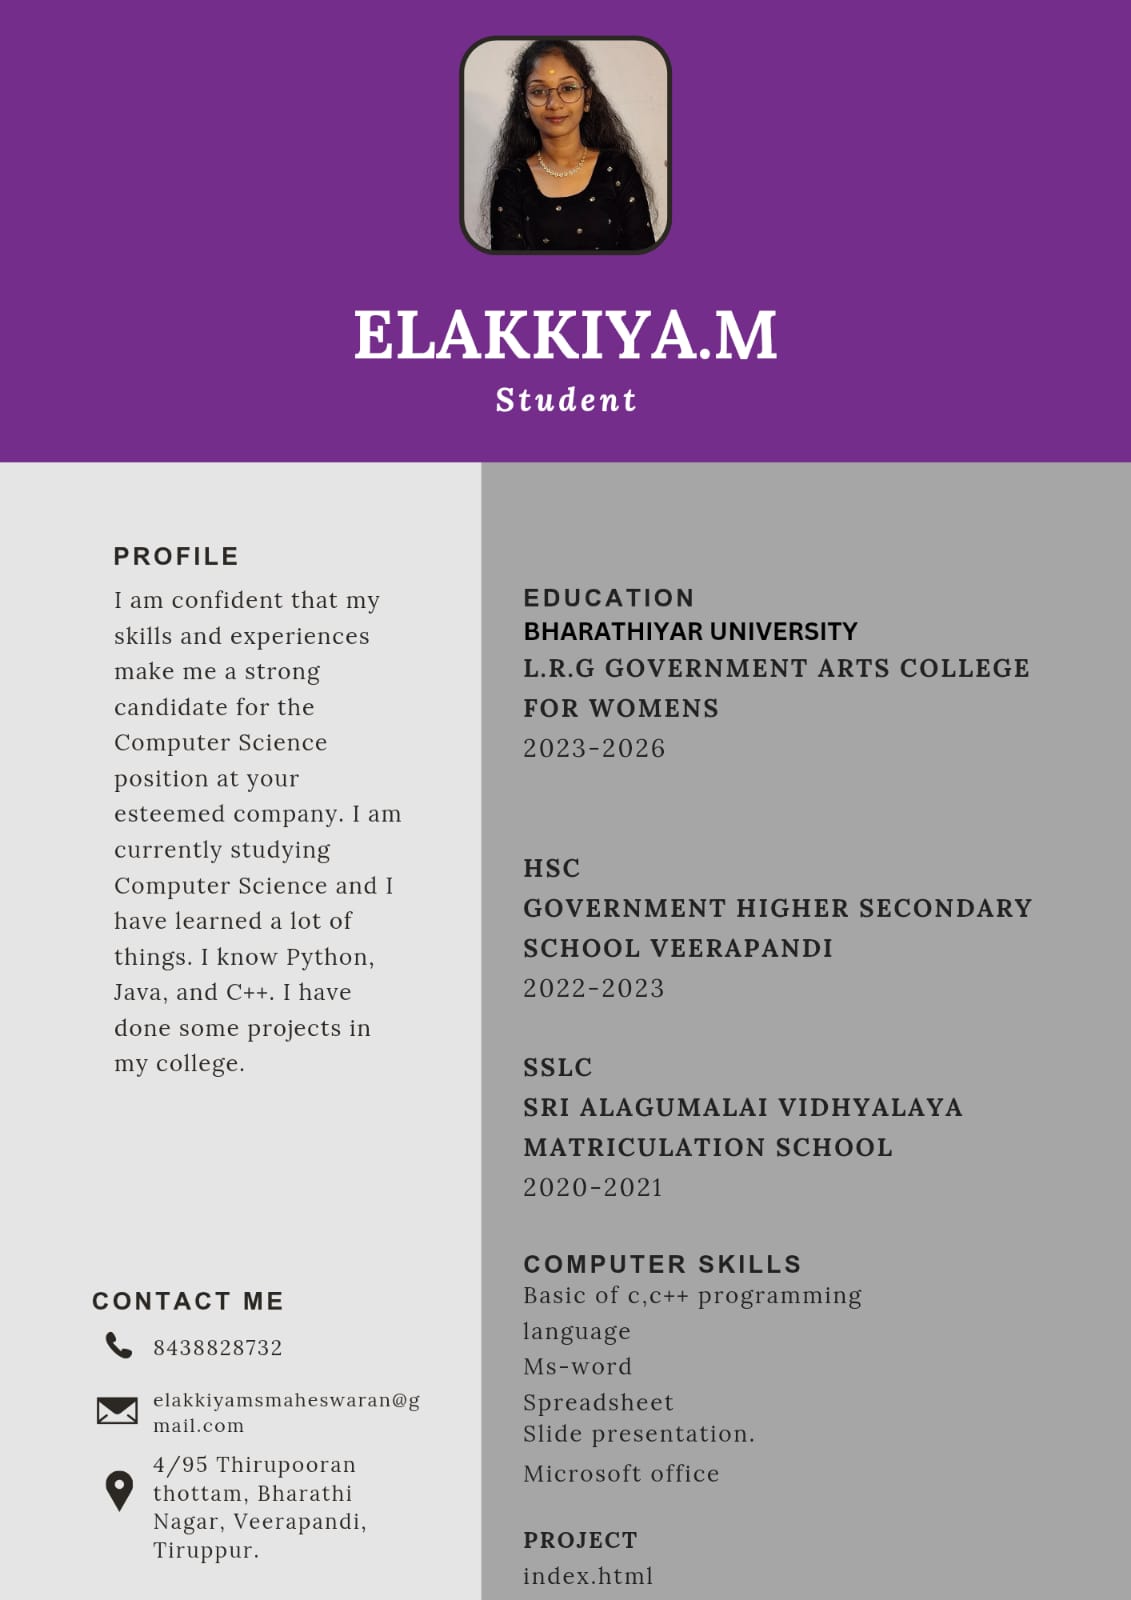 ELAKKIYA.M
Student
PROFILE
I am confident that my
skills and experiences
make me a strong
candidate for the
Computer Science
position at your
esteemed company. I am
currently studying
Computer Science and I
have learned a lot of
things. I know Python,
Java, and C++. I have
done some projects in
my college.
CONTACT ME
8438828732
elakkiyamsmaheswaran@g
mail.com
4/95 Thirupooran
thottam, Bharathi
Nagar, Veerapandi,
Tiruppur.
EDUCATION
BHARATHIYAR UNIVERSITY
L.R.G GOVERNMENT ARTS COLLEGE
FOR WOMENS
2023-2026
HSC
GOVERNMENT HIGHER SECONDARY
SCHOOL VEERAPANDI
2022-2023
SSLC
SRI ALAGUMALAI VIDHYALAYA
MATRICULATION SCHOOL
2020-2021
COMPUTER SKILLS
Basic of c,c++ programming
language
Ms-word
Spreadsheet
Slide presentation.
Microsoft office
PROJECT
index.html